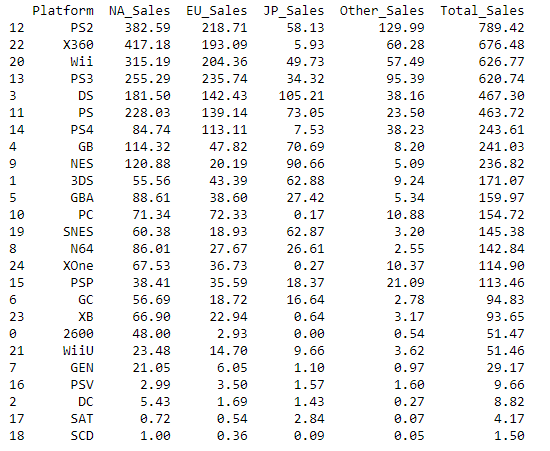 Platform NA_Sales EU_Sales JP_Sales Other_Sales Total_Sales
12 PS2 382.59 218.71 58.13 129.99 789.42
22 X360 417.18 193.09 5.93 60.28 676.48
20 Wii 315.19 204.36 49.73 57.49 626.77
13 PS3 255.29 235.74 34.32 95.39 620.74
3 DS 181.50 142.43 105.21 38.16 467.30
11 PS 228.03 139.14 73.05 23.50 463.72
14 PS4 84.74 113.11 7.53 38.23 243.61
4 GB 114.32 47.82 70.69 8.20 241.03
9 NES 120.88 20.19 90.66 5.09 236.82
1 3DS 55.56 43.39 62.88 9.24 171.07
5 GBA 88.61 38.60 27.42 5.34 159.97
10 PC 71.34 72.33 0.17 10.88 154.72
19 SNES 60.38 18.93 62.87 3.20 145.38
8 N64 86.01 27.67 26.61 2.55 142.84
24 XOne 67.53 36.73 0.27 10.37 114.90
15 PSP 38.41 35.59 18.37 21.09 113.46
6 GC 56.69 18.72 16.64 2.78 94.83
23 XB 66.90 22.94 0.64 3.17 93.65
0 2600 48.00 2.93 0.00 0.54 51.47
21 WiiU 23.48 14.70 9.66 3.62 51.46
7 GEN 21.05 6.05 1.10 0.97 29.17
16 PSV 2.99 3.50 1.57 1.60 9.66
2 DC 5.43 1.69 1.43 0.27 8.82
17 SAT 0.72 0.54 2.84 0.07 4.17
18 SCD 1.00 0.36 0.09 0.05 1.50